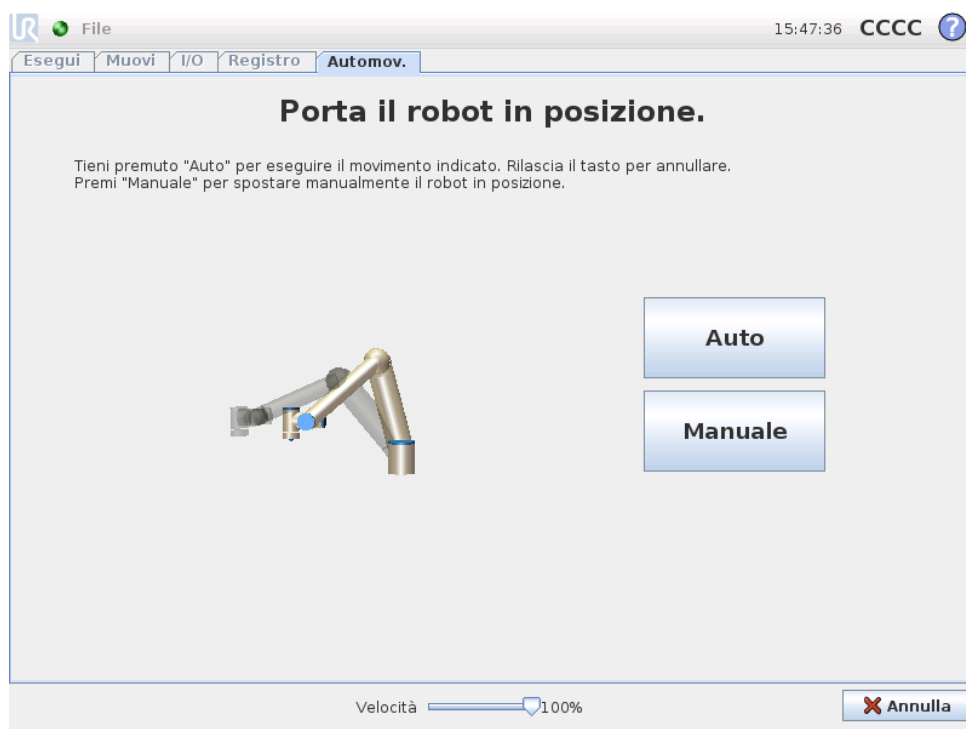 UR File 15:47:36 CCCC ?
Esegui Muovi I/O Registro Automov.
Porta il robot in posizione.
Tieni premuto "Auto" per eseguire il movimento indicato. Rilascia il tasto per annullare.
Premi "Manuale" per spostare manualmente il robot in posizione.
Auto
Manuale
Velocità 100% Annulla